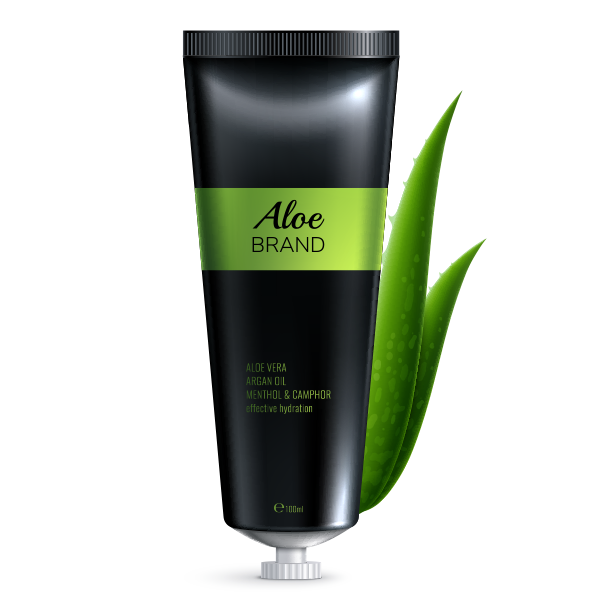 Aloe
BRAND
ALOE VERA
ARGAN OIL
MENTHOL & CAMPHOR
effective hydration
℮100ml